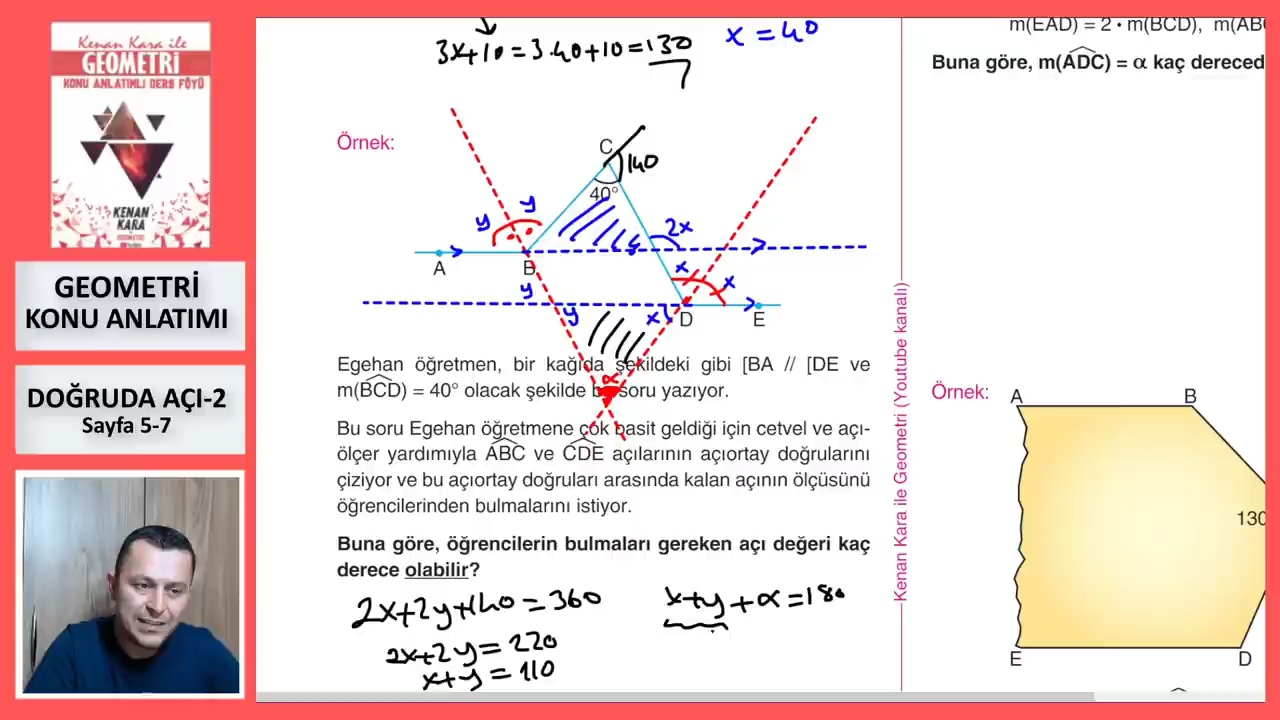 Kenan Kara ile
GEOMETRİ
KONU ANLATIMLI DERS FÖYÜ
KENAN
KARA
GEOMETRİ
KONU ANLATIMI
DOĞRUDA AÇI-2
Sayfa 5-7
3x+10=3.40+10=130
x=40
Örnek:
C
140
40°
y
y
2x
A
B
x
x
y
y
x
D
E
α
Egehan öğretmen, bir kağıda şekildeki gibi [BA // [DE ve
m(BCD) = 40° olacak şekilde bir soru yazıyor.
Bu soru Egehan öğretmene çok basit geldiği için cetvel ve açı-
ölçer yardımıyla ABC ve CDE açılarının açıortay doğrularını
çiziyor ve bu açıortay doğruları arasında kalan açının ölçüsünü
öğrencilerinden bulmalarını istiyor.
Buna göre, öğrencilerin bulmaları gereken açı değeri kaç
derece olabilir?
2x+2y+140=360
2x+2y=220
x+y=110
x+y+α=180
Kenan Kara ile Geometri (Youtube kanalı)
m(EAD) = 2 • m(BCD), m(ABC
Buna göre, m(ADC) = α kaç dereced
Örnek:
A
B
130
E
D